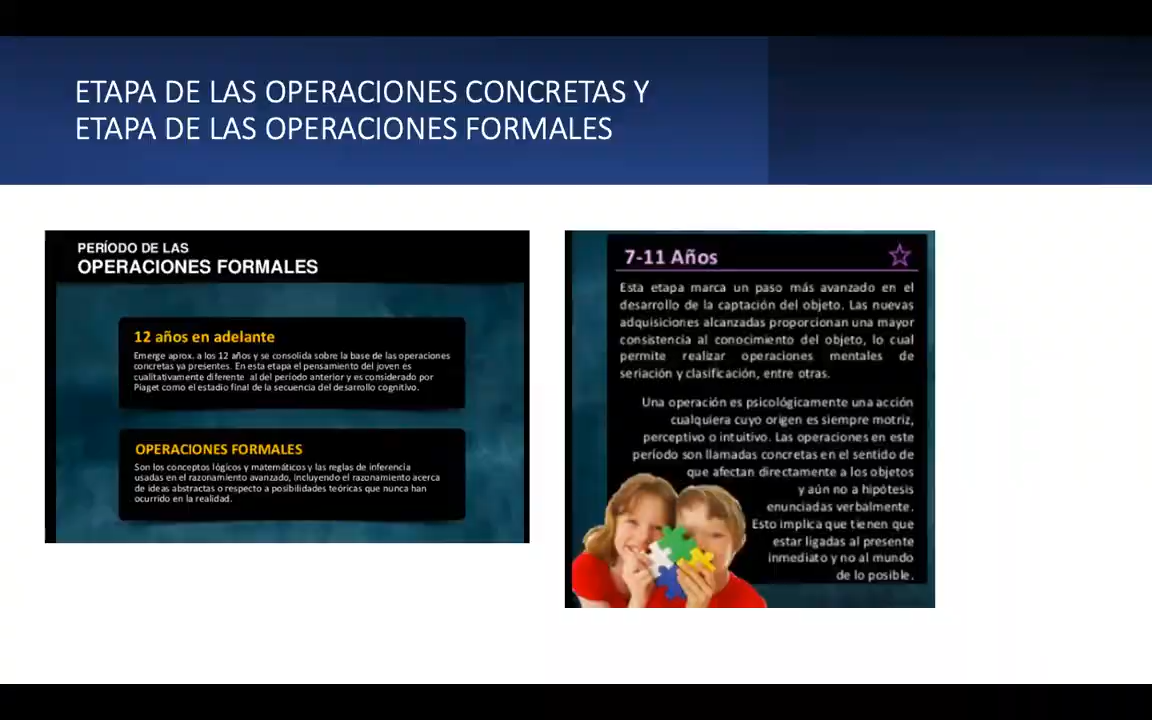 ETAPA DE LAS OPERACIONES CONCRETAS Y
ETAPA DE LAS OPERACIONES FORMALES
PERÍODO DE LAS
OPERACIONES FORMALES
12 años en adelante
Emerge aprox. a los 12 años y se consolida sobre la base de las operaciones
concretas ya presentes. En esta etapa el pensamiento del joven es
cualitativamente diferente al del periodo anterior y es considerado por
Piaget como el estadio final de la secuencia del desarrollo cognitivo.
OPERACIONES FORMALES
Son los conceptos lógicos y matemáticos y las reglas de inferencia
usadas en el razonamiento avanzado, incluyendo el razonamiento acerca
de ideas abstractas o respecto a posibilidades teóricas que nunca han
ocurrido en la realidad.
7-11 Años
Esta etapa marca un paso más avanzado en el
desarrollo de la captación del objeto. Las nuevas
adquisiciones alcanzadas proporcionan una mayor
consistencia al conocimiento del objeto, lo cual
permite realizar operaciones mentales de
seriación y clasificación, entre otras.
Una operación es psicológicamente una acción
cualquiera cuyo origen es siempre motriz,
perceptivo o intuitivo. Las operaciones en este
período son llamadas concretas en el sentido de
que afectan directamente a los objetos
y aún no a hipótesis
enunciadas verbalmente.
Esto implica que tienen que
estar ligadas al presente
inmediato y no al mundo
de lo posible.